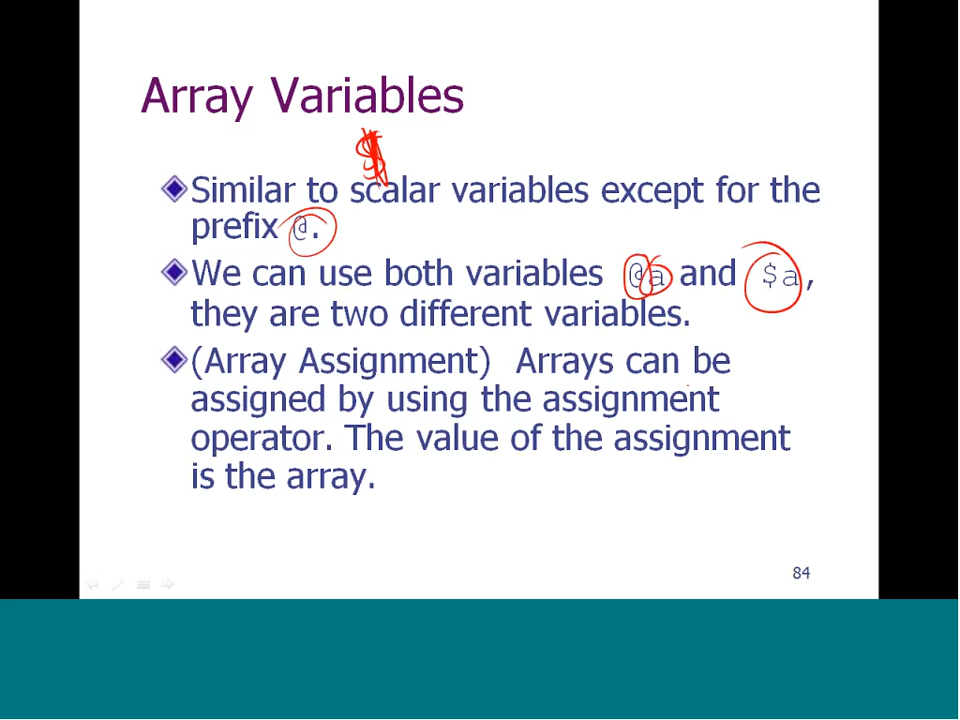 Array Variables
$
Similar to scalar variables except for the
prefix @.
We can use both variables @a and $a,
they are two different variables.
(Array Assignment) Arrays can be
assigned by using the assignment
operator. The value of the assignment
is the array.
84